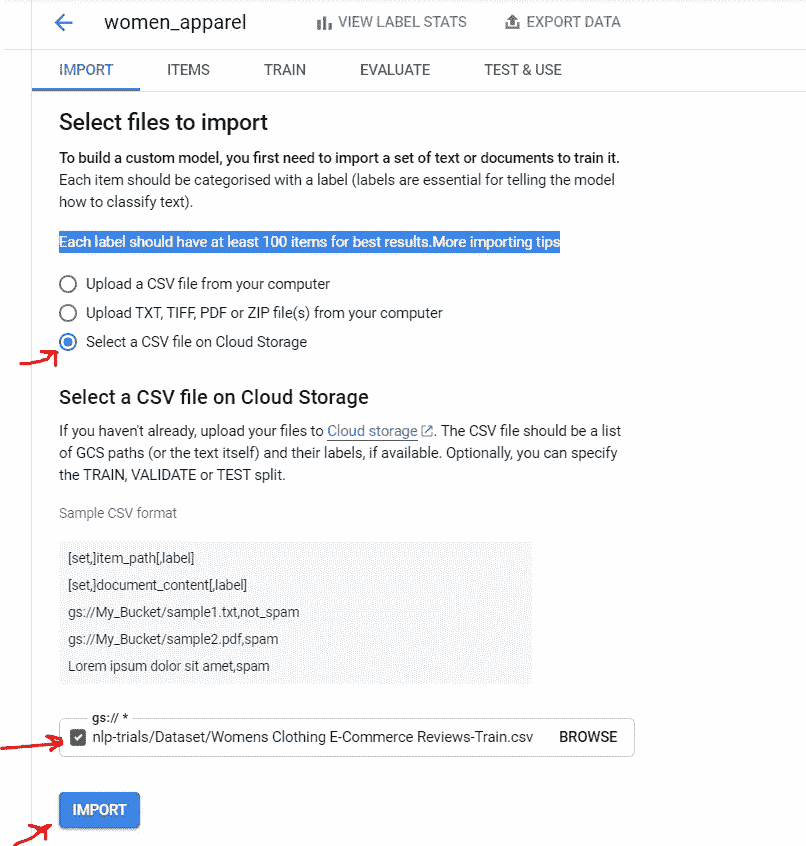 women_apparel
VIEW LABEL STATS
EXPORT DATA
IMPORT
ITEMS
TRAIN
EVALUATE
TEST & USE
Select files to import
To build a custom model, you first need to import a set of text or documents to train it.
Each item should be categorised with a label (labels are essential for telling the model
how to classify text).
Each label should have at least 100 items for best results.More importing tips
Upload a CSV file from your computer
Upload TXT, TIFF, PDF or ZIP file(s) from your computer
Select a CSV file on Cloud Storage
Select a CSV file on Cloud Storage
If you haven't already, upload your files to Cloud storage. The CSV file should be a list
of GCS paths (or the text itself) and their labels, if available. Optionally, you can specify
the TRAIN, VALIDATE or TEST split.
Sample CSV format
[set,]item_path[,label]
[set,]document_content[,label]
gs://My_Bucket/sample1.txt,not_spam
gs://My_Bucket/sample2.pdf,spam
Lorem ipsum dolor sit amet,spam
gs:// *
nlp-trials/Dataset/Womens Clothing E-Commerce Reviews-Train.csv
BROWSE
IMPORT